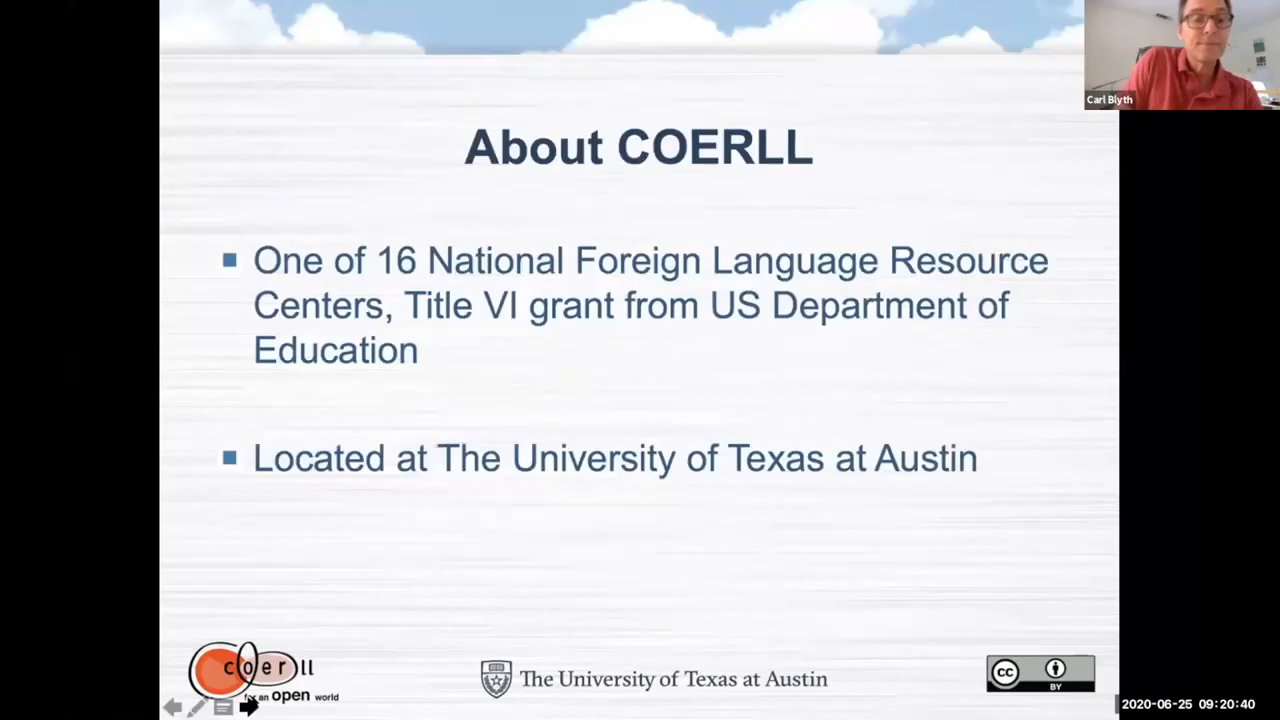 Carl Blyth
About COERLL
One of 16 National Foreign Language Resource
Centers, Title VI grant from US Department of
Education
Located at The University of Texas at Austin
coerll
for an open world
The University of Texas at Austin
cc
BY
2020-06-25 09:20:40